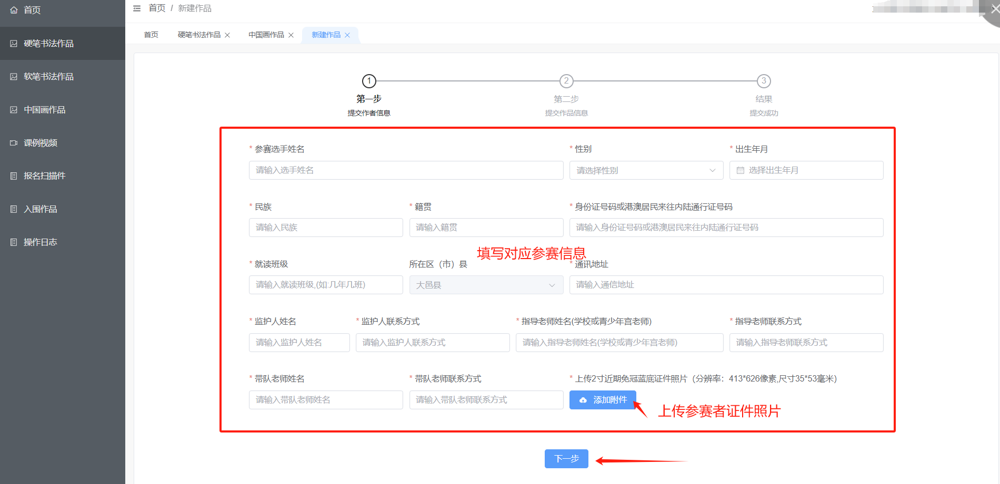 首页
硬笔书法作品
软笔书法作品
中国画作品
课例视频
报名扫描件
入围作品
操作日志
首页 / 新建作品
首页 硬笔书法作品 中国画作品 新建作品
1 2 3
第一步 第二步 结果
提交作者信息 提交作品信息 提交成功
* 参赛选手姓名 * 性别 * 出生年月
请输入选手姓名 请选择性别 选择出生年月
* 民族 * 籍贯 * 身份证号码或港澳居民来往内陆通行证号码
请输入民族 请输入籍贯 请输入身份证号码或港澳居民来往内陆通行证号码
填写对应参赛信息
* 就读班级 所在区（市）县 * 通讯地址
请输入就读班级,(如:几年几班) 大邑县 请输入通信地址
* 监护人姓名 * 监护人联系方式 * 指导老师姓名(学校或青少年宫老师) * 指导老师联系方式
请输入监护人姓名 请输入监护人联系方式 请输入指导老师姓名(学校或青少年宫老师) 请输入指导老师联系方式
* 带队老师姓名 * 带队老师联系方式 * 上传2寸近期免冠蓝底证件照片（分辨率：413*626像素,尺寸35*53毫米）
请输入带队老师姓名 请输入带队老师联系方式 添加附件
上传参赛者证件照片
下一步